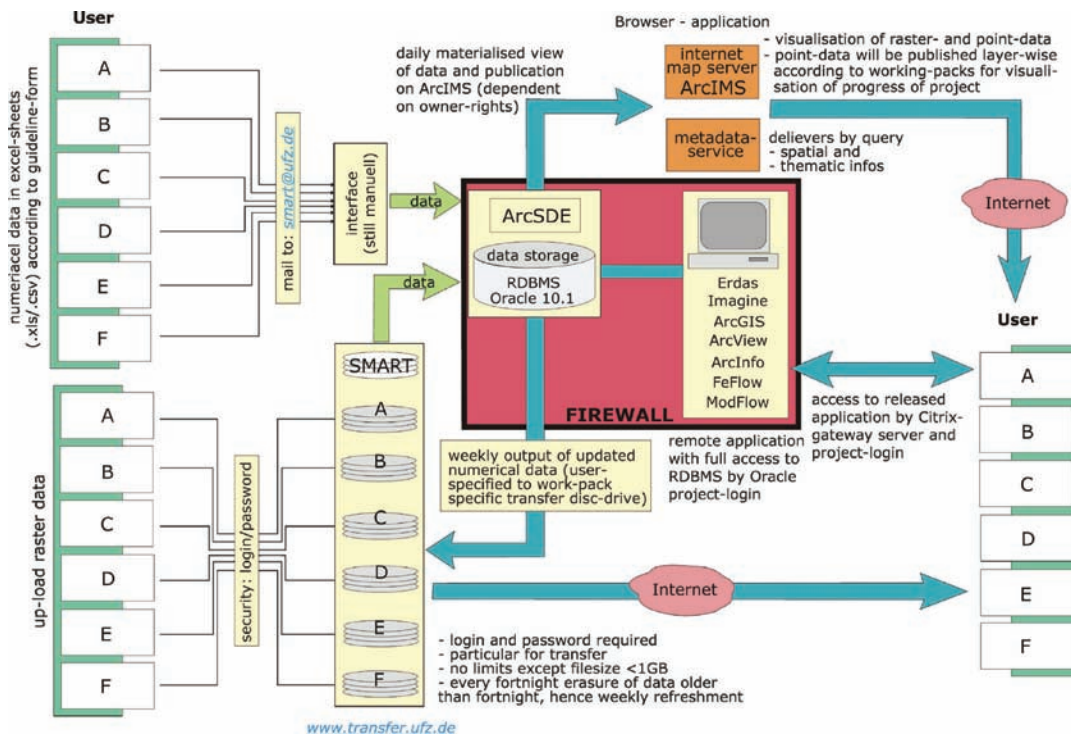 User
A
B
C
D
E
F
numeriacel data in excel-sheets
(.xls/.csv) according to guideline-form
mail to: smart@ufz.de
interface
(still manuell)
data
data
daily materialised view
of data and publication
on ArcIMS (dependent
on owner-rights)
Browser - application
internet
map server
ArcIMS
- visualisation of raster- and point-data
- point-data will be published layer-wise
according to working-packs for visuali-
sation of progress of project
metadata-
service
delievers by query
- spatial and
- thematic infos
Internet
ArcSDE
data storage
RDBMS
Oracle 10.1
Erdas
Imagine
ArcGIS
ArcView
ArcInfo
FeFlow
ModFlow
FIREWALL
User
A
B
C
D
E
F
access to released
application by Citrix-
gateway server and
project-login
remote application
with full access to
RDBMS by Oracle
project-login
weekly output of updated
numerical data (user-
specified to work-pack
specific transfer disc-drive)
up-load raster data
A
B
C
D
E
F
security: login/password
SMART
A
B
C
D
E
F
Internet
- login and password required
- particular for transfer
- no limits except filesize <1GB
- every fortnight erasure of data older
than fortnight, hence weekly refreshment
www.transfer.ufz.de